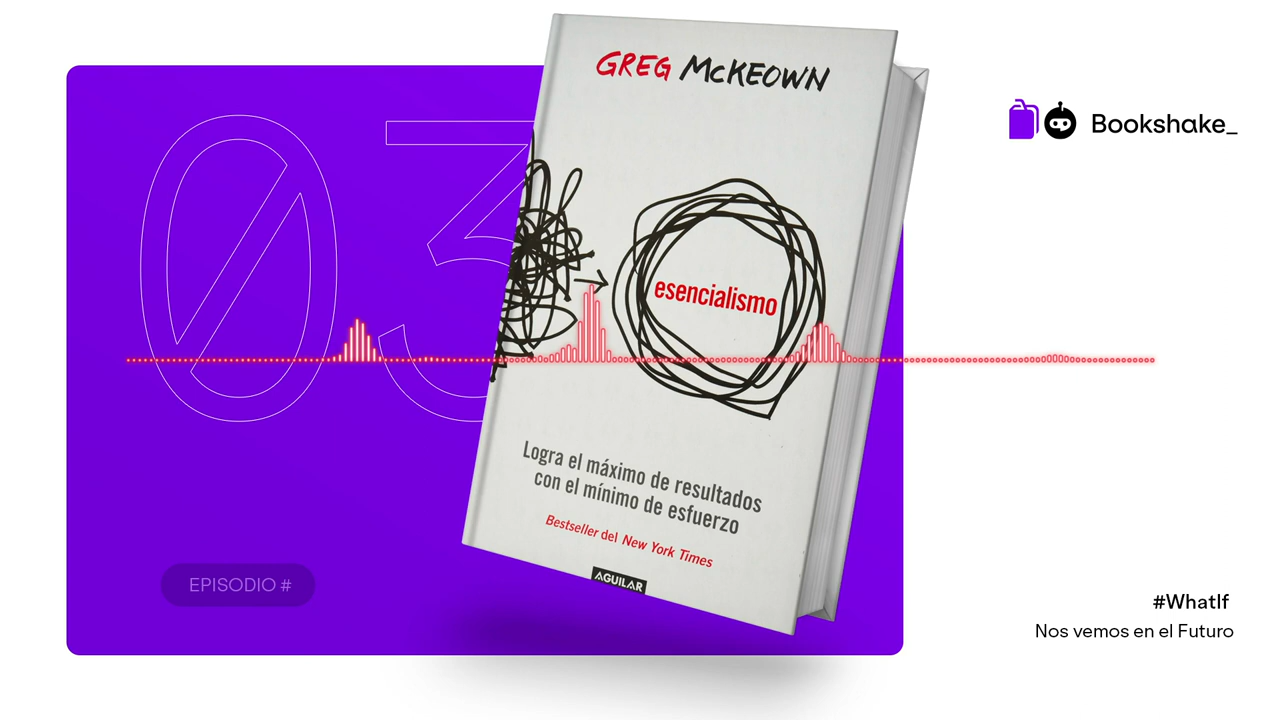 03
GREG McKEOWN
esencialismo
Logra el máximo de resultados
con el mínimo de esfuerzo
Bestseller del New York Times
AGUILAR
EPISODIO #
Bookshake_
#WhatIf
Nos vemos en el Futuro